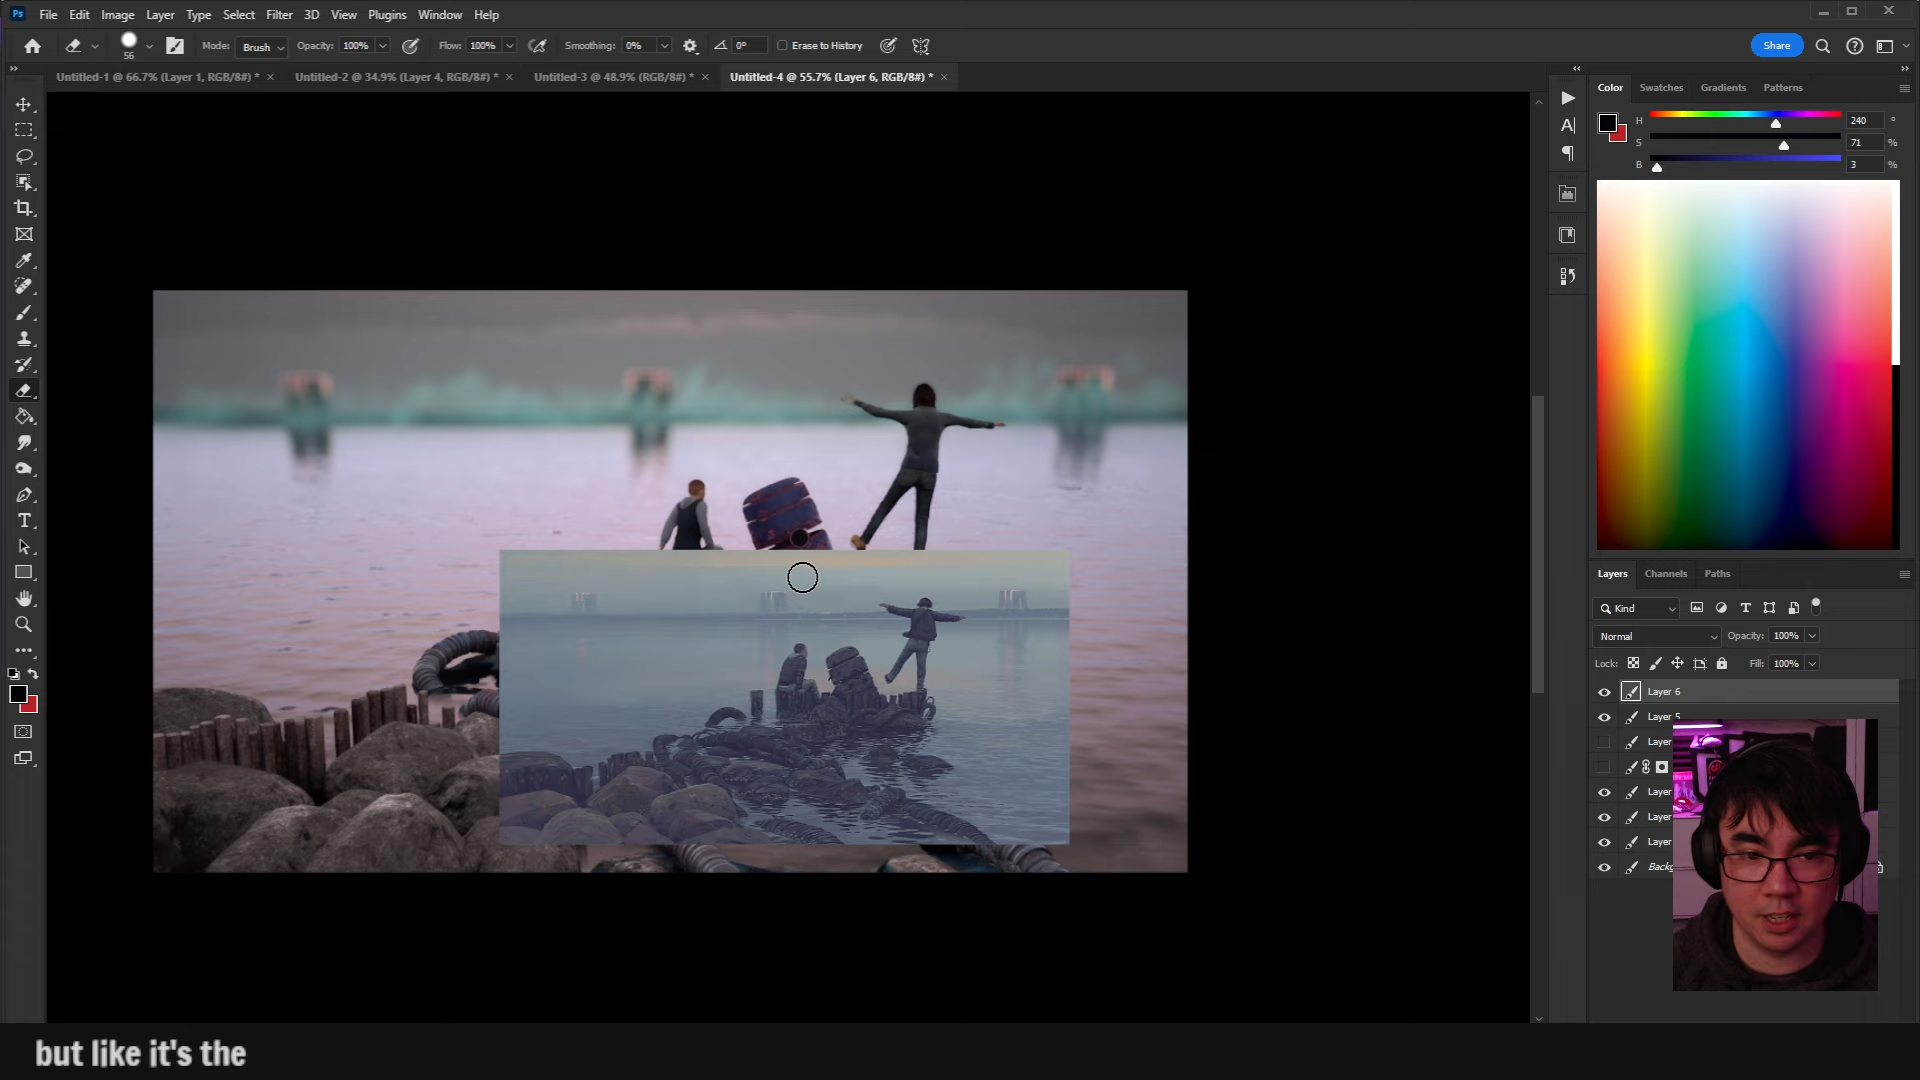 Ps File Edit Image Layer Type Select Filter 3D View Plugins Window Help
56 Mode: Brush Opacity: 100% Flow: 100% Smoothing: 0% 0° Erase to History Share
Untitled-1 @ 66.7% (Layer 1, RGB/8#) * Untitled-2 @ 34.9% (Layer 4, RGB/8#) * Untitled-3 @ 48.9% (RGB/8#) * Untitled-4 @ 55.7% (Layer 6, RGB/8#) *
Color Swatches Gradients Patterns
H 240 °
S 71 %
B 3 %
Layers Channels Paths
Kind
Normal Opacity: 100%
Lock: Fill: 100%
Layer 6
Layer 5
Layer
Layer
Layer
Layer
Backg
but like it's the